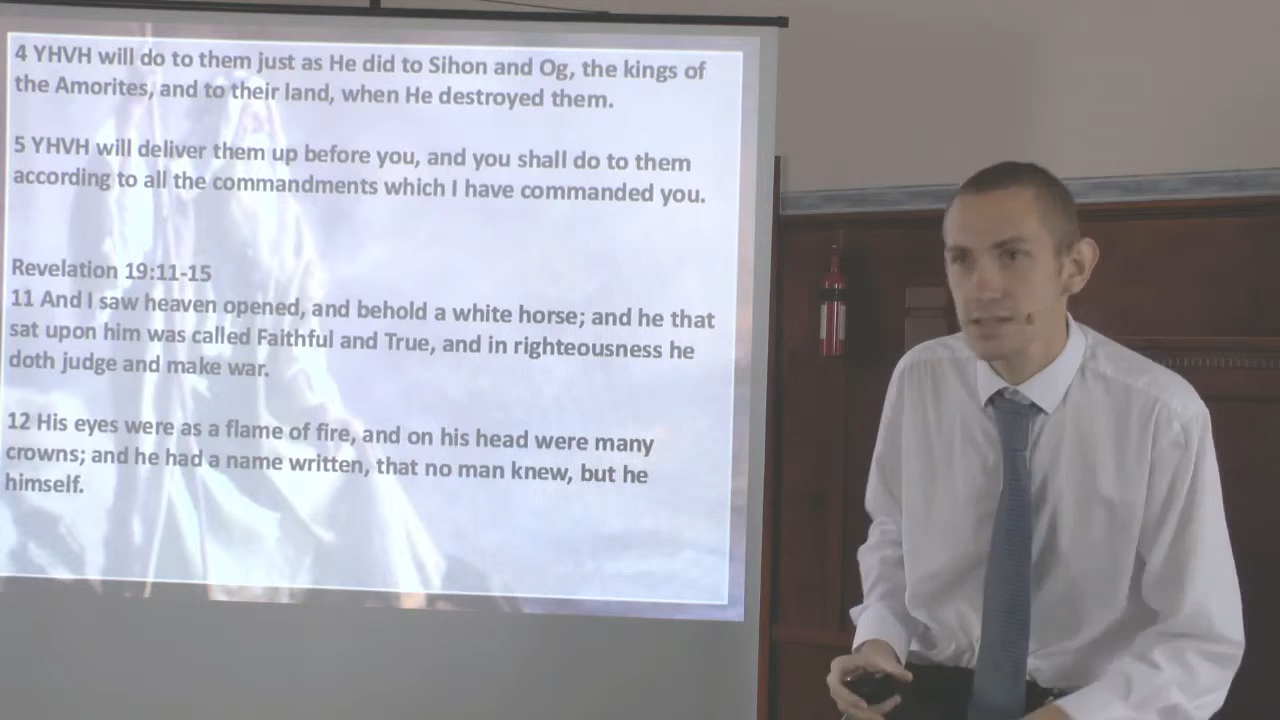 4 YHVH will do to them just as He did to Sihon and Og, the kings of
the Amorites, and to their land, when He destroyed them.
5 YHVH will deliver them up before you, and you shall do to them
according to all the commandments which I have commanded you.
Revelation 19:11-15
11 And I saw heaven opened, and behold a white horse; and he that
sat upon him was called Faithful and True, and in righteousness he
doth judge and make war.
12 His eyes were as a flame of fire, and on his head were many
crowns; and he had a name written, that no man knew, but he
himself.